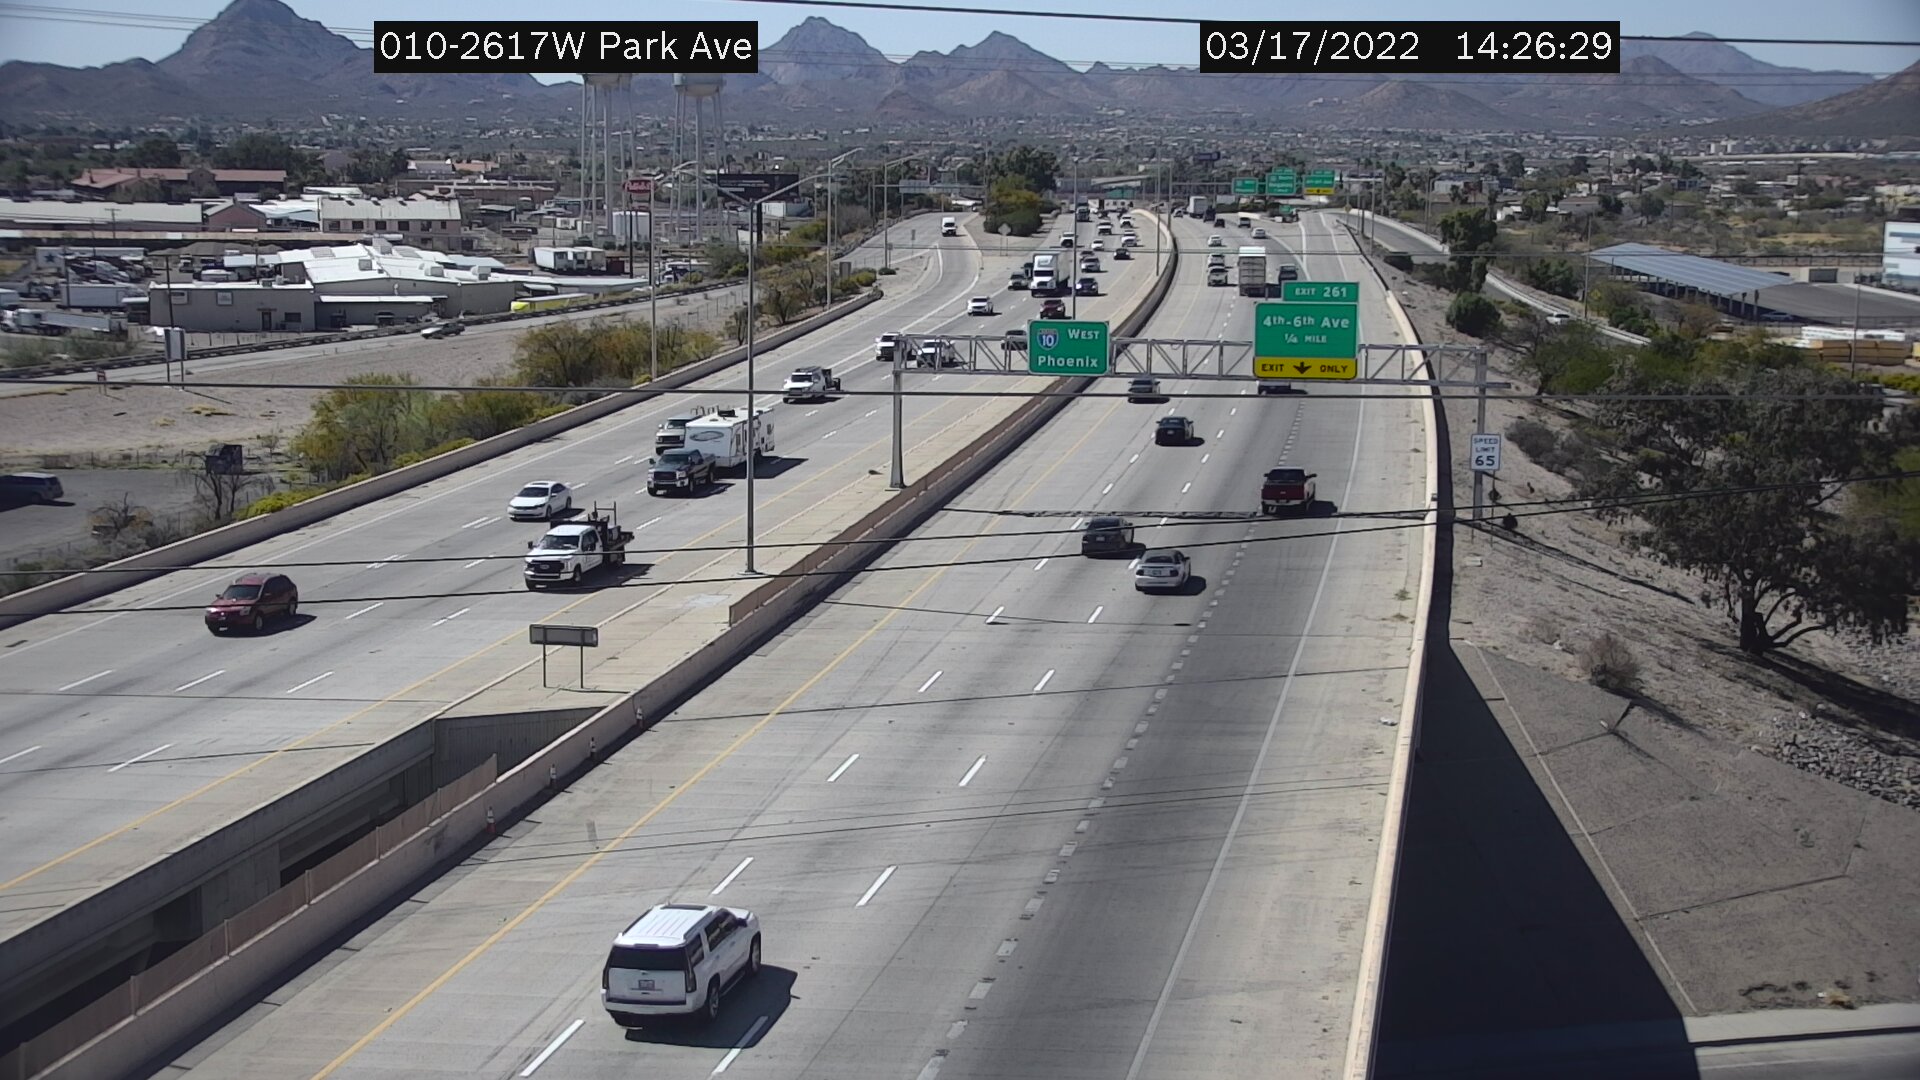 010-2617W Park Ave
03/17/2022 14:26:29
EXIT 261
10 WEST
Phoenix
4th-6th Ave
1/4 MILE
EXIT ONLY
SPEED
LIMIT
65